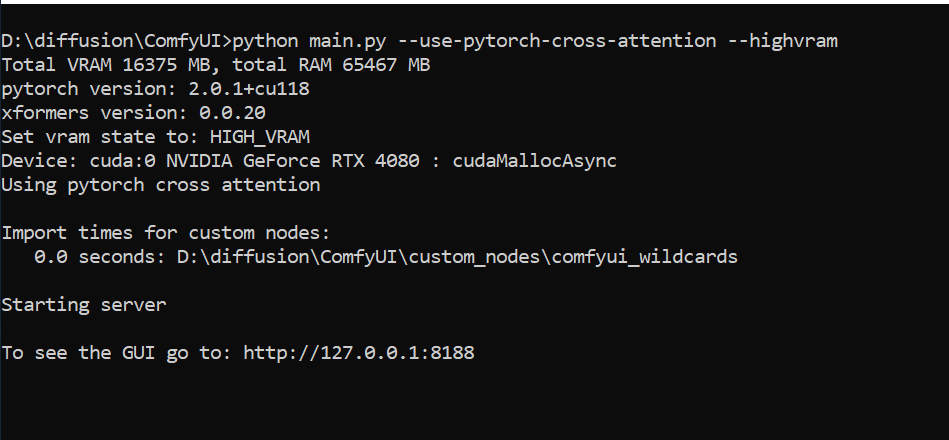 D:\diffusion\ComfyUI>python main.py --use-pytorch-cross-attention --highvram
Total VRAM 16375 MB, total RAM 65467 MB
pytorch version: 2.0.1+cu118
xformers version: 0.0.20
Set vram state to: HIGH_VRAM
Device: cuda:0 NVIDIA GeForce RTX 4080 : cudaMallocAsync
Using pytorch cross attention
Import times for custom nodes:
   0.0 seconds: D:\diffusion\ComfyUI\custom_nodes\comfyui_wildcards
Starting server
To see the GUI go to: http://127.0.0.1:8188